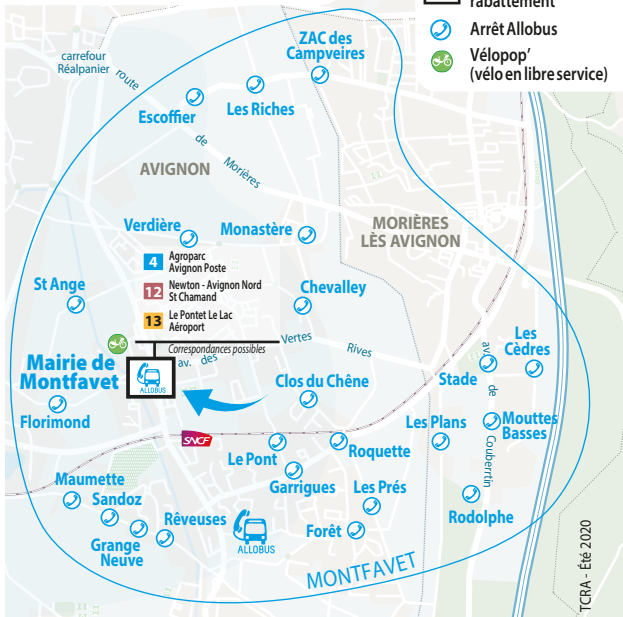 rabattement
Arrêt Allobus
Vélopop’
(vélo en libre service)
ZAC des
Campveires
carrefour
Réalpanier
route
de
Morières
Escoffier
Les Riches
AVIGNON
MORIÈRES
LÈS AVIGNON
Verdière
Monastère
4 Agroparc
Avignon Poste
12 Newton - Avignon Nord
St Chamand
13 Le Pontet Le Lac
Aéroport
Correspondances possibles
St Ange
Chevalley
av. des Vertes Rives
Mairie de
Montfavet
ALLOBUS
Clos du Chêne
Les
Cèdres
Stade
av. de Coubertin
Florimond
SNCF
Le Pont
Roquette
Les Plans
Mouttes
Basses
Garrigues
Maumette
Sandoz
Rêveuses
Grange
Neuve
ALLOBUS
Les Prés
Forêt
Rodolphe
MONTFAVET
TCRA - Été 2020